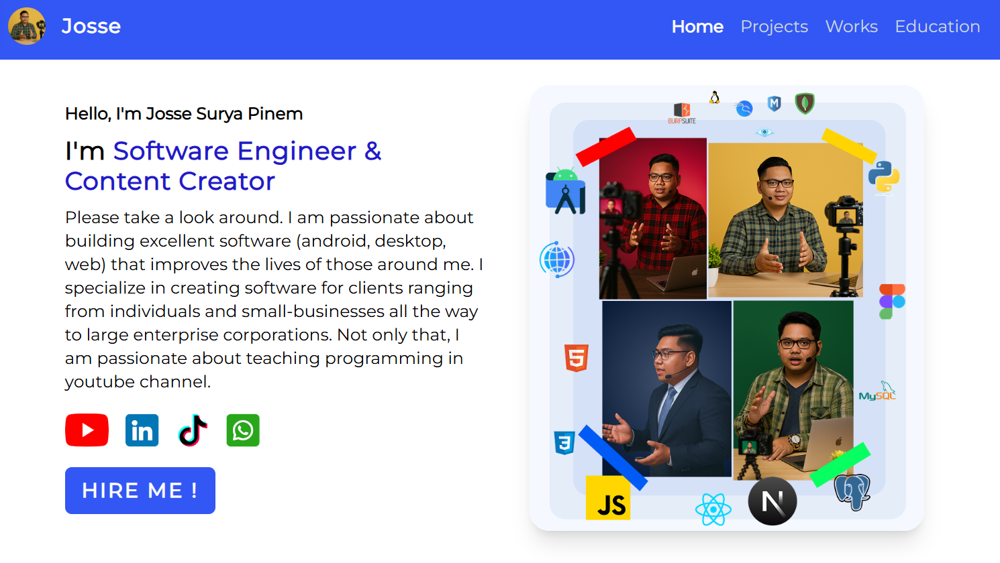 Josse
Home Projects Works Education
Hello, I'm Josse Surya Pinem
I'm Software Engineer &
Content Creator
Please take a look around. I am passionate about
building excellent software (android, desktop,
web) that improves the lives of those around me. I
specialize in creating software for clients ranging
from individuals and small-businesses all the way
to large enterprise corporations. Not only that, I
am passionate about teaching programming in
youtube channel.
in
HIRE ME !
BURPSUITE
M
5
MySQL
3
JS
N